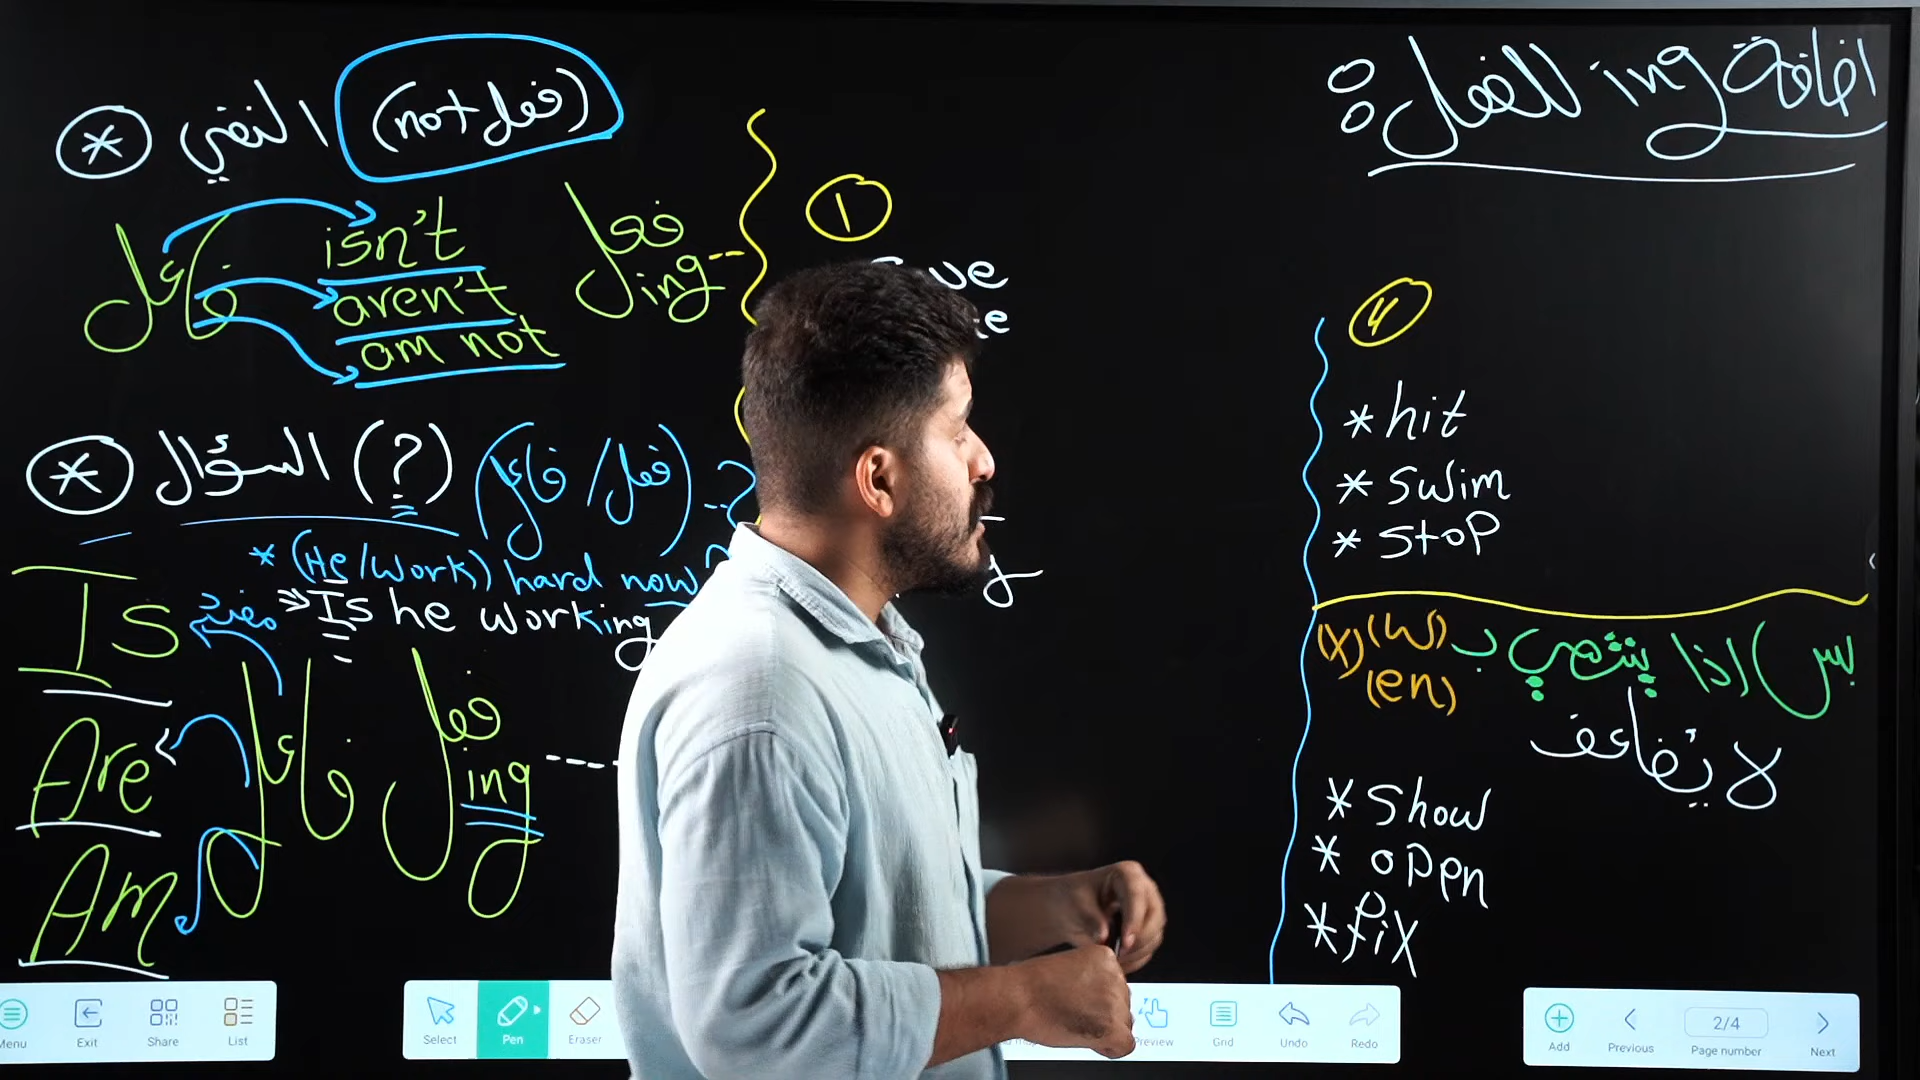 اضافة ing للفعل :
* النفي (not فعل)
فاعل isn't فعل ing --
aren't
am not
* السؤال (?) (فعل / فاعل) --
* (He/work) hard now
مفرد => Is he working
Is
Are
Am
فاعل فعل ing ----
1
ve
e
y
4
* hit
* swim
* stop
بس) اذا ينتهي ب (w) (x)
(en)
لا يُضاعف
* show
* open
* fix
Menu Exit Share List
Select Pen Eraser
Preview Grid Undo Redo
Add Previous 2/4 Page number Next